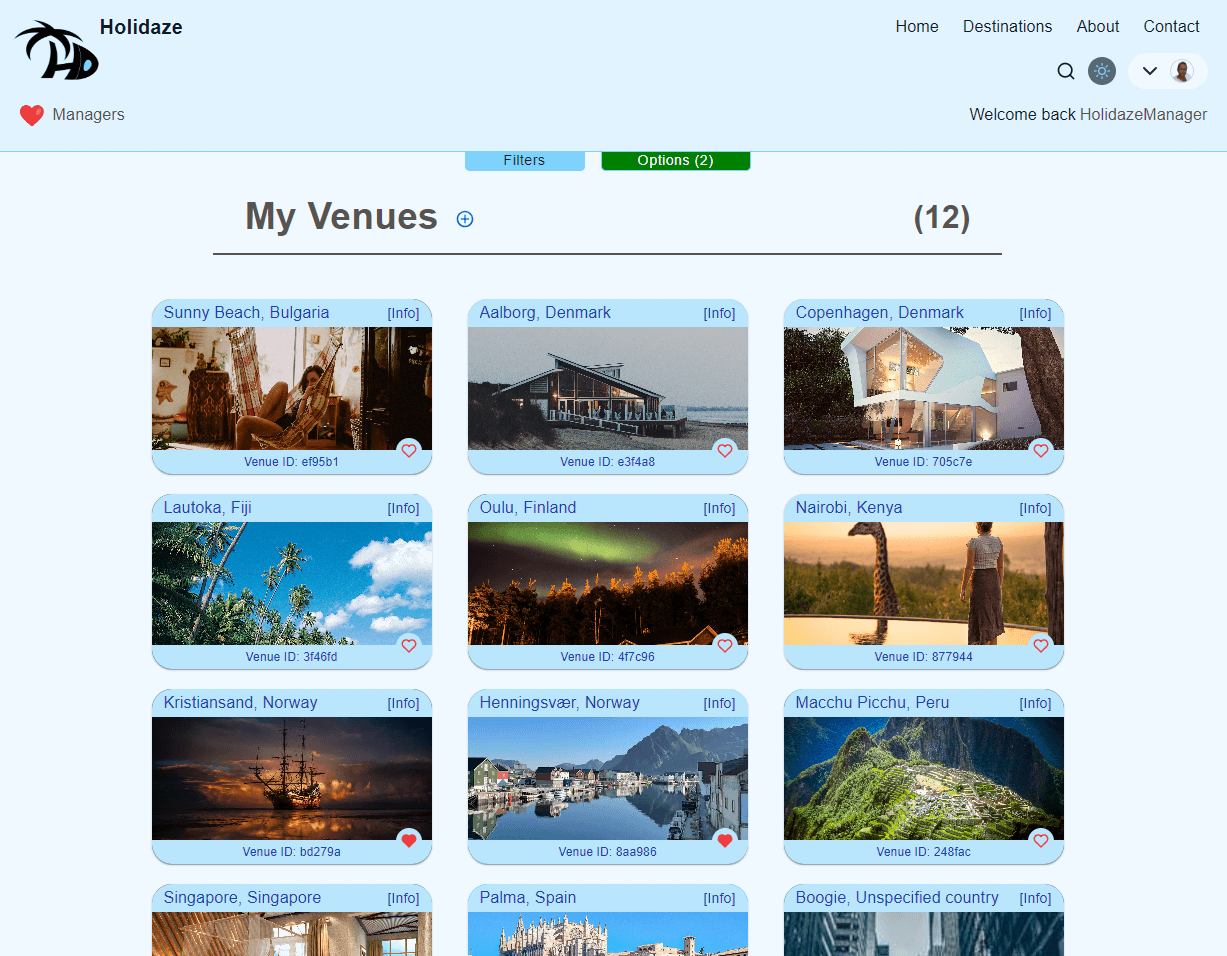 Holidaze
Home Destinations About Contact
Managers
Welcome back HolidazeManager
Filters Options (2)
My Venues (12)
Sunny Beach, Bulgaria [Info]
Venue ID: ef95b1
Aalborg, Denmark [Info]
Venue ID: e3f4a8
Copenhagen, Denmark [Info]
Venue ID: 705c7e
Lautoka, Fiji [Info]
Venue ID: 3f46fd
Oulu, Finland [Info]
Venue ID: 4f7c96
Nairobi, Kenya [Info]
Venue ID: 877944
Kristiansand, Norway [Info]
Venue ID: bd279a
Henningsvær, Norway [Info]
Venue ID: 8aa986
Macchu Picchu, Peru [Info]
Venue ID: 248fac
Singapore, Singapore [Info]
Palma, Spain [Info]
Boogie, Unspecified country [Info]